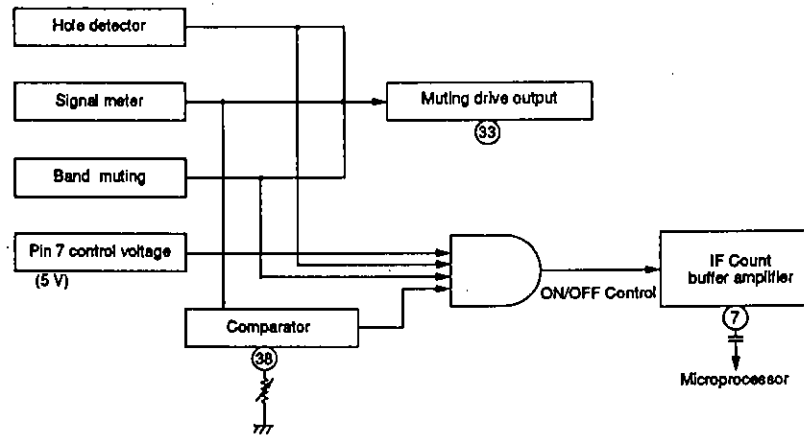 Hole detector
Signal meter
Muting drive output
33
Band muting
Pin 7 control voltage
(5 V)
IF Count
buffer amplifier
ON/OFF Control
Comparator
7
38
Microprocessor